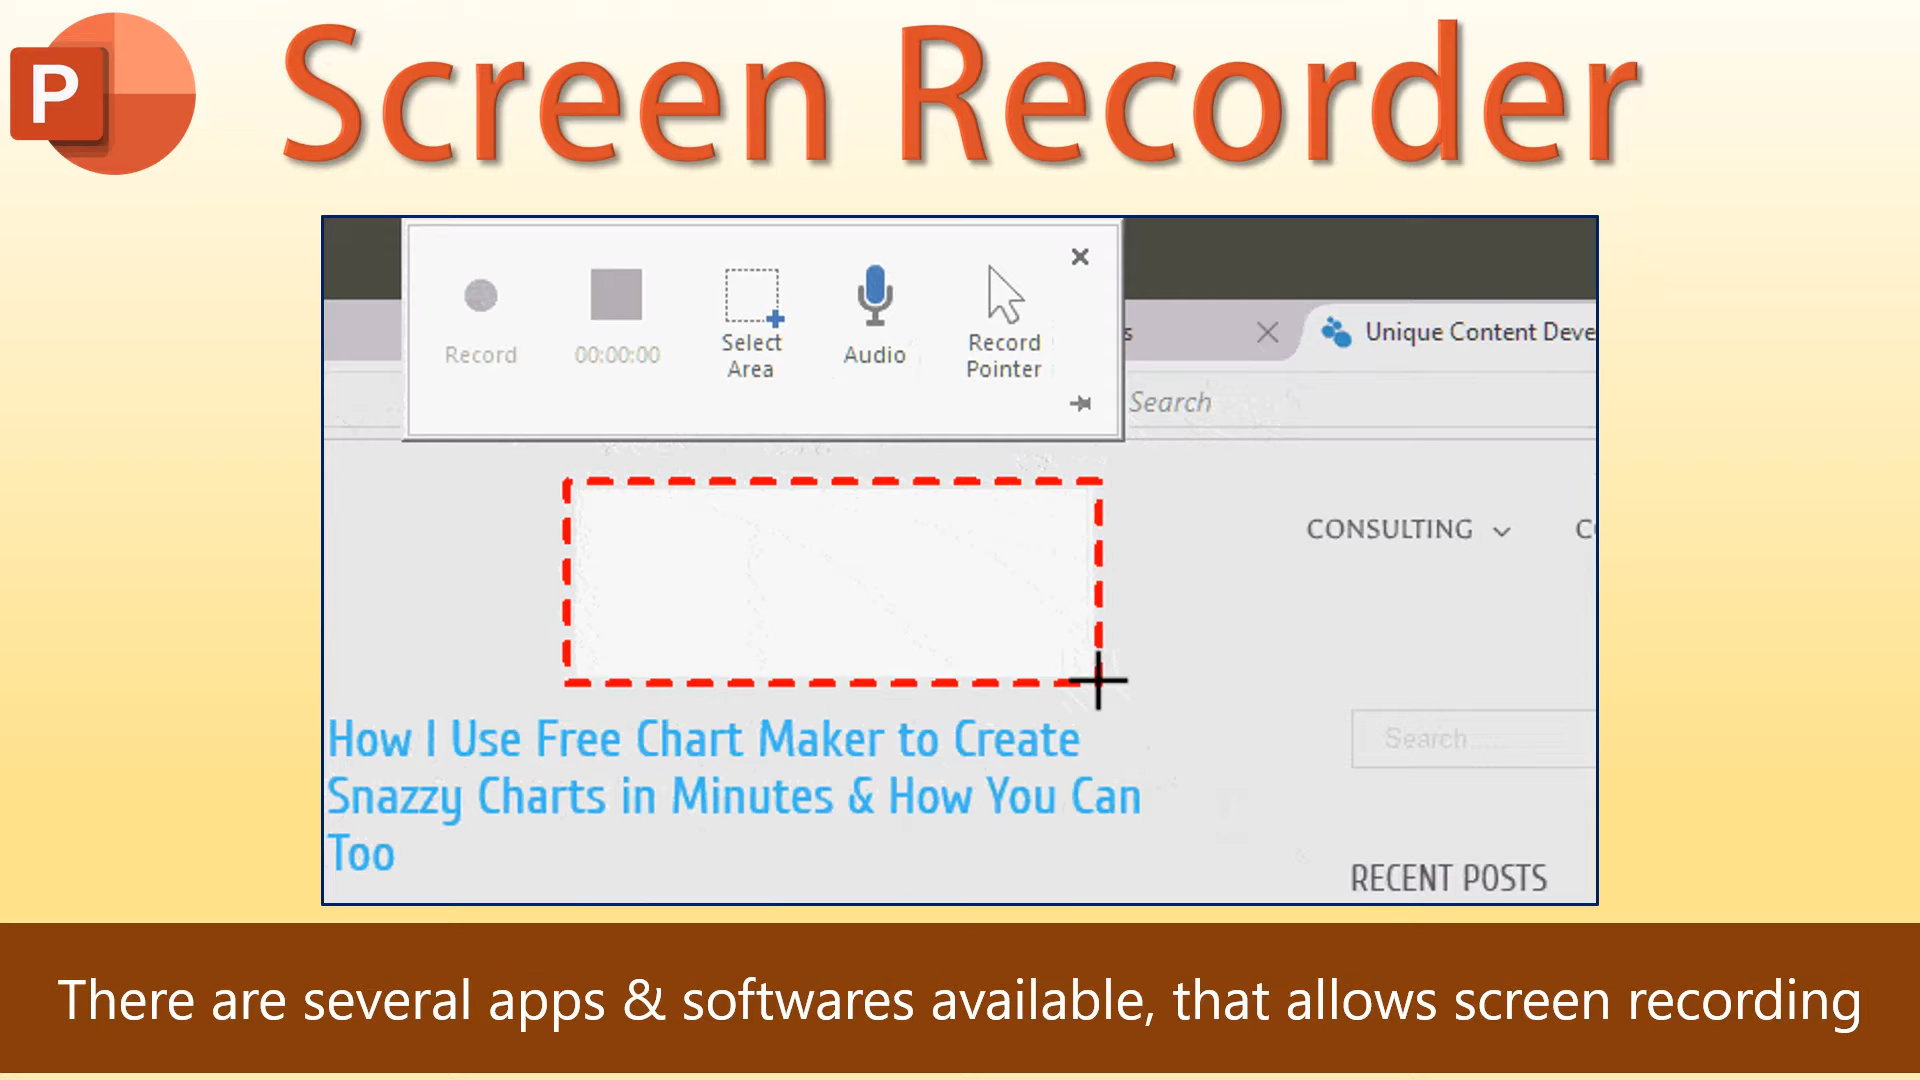 P
Screen Recorder
Record
00:00:00
Select
Area
Audio
Record
Pointer
s
Unique Content Deve
Search
CONSULTING
C
How I Use Free Chart Maker to Create
Snazzy Charts in Minutes & How You Can
Too
Search.....
RECENT POSTS
There are several apps & softwares available, that allows screen recording